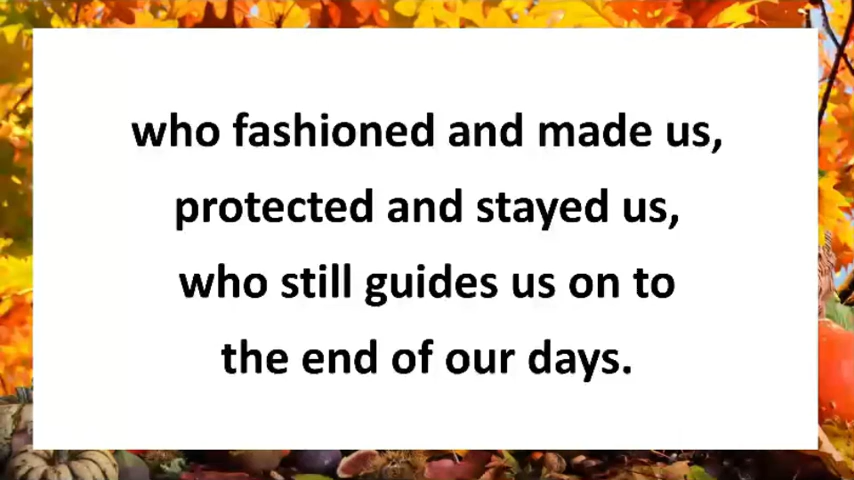 who fashioned and made us,
protected and stayed us,
who still guides us on to
the end of our days.